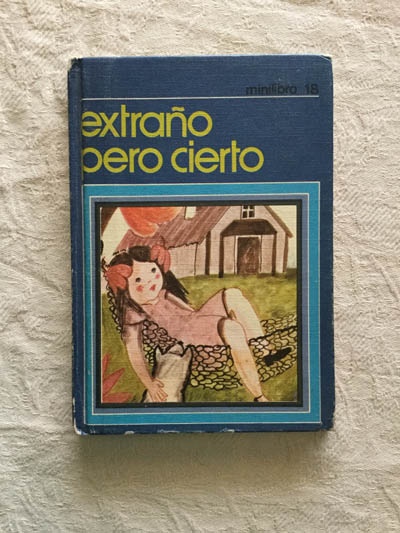 minilibro 18
extraño
pero cierto